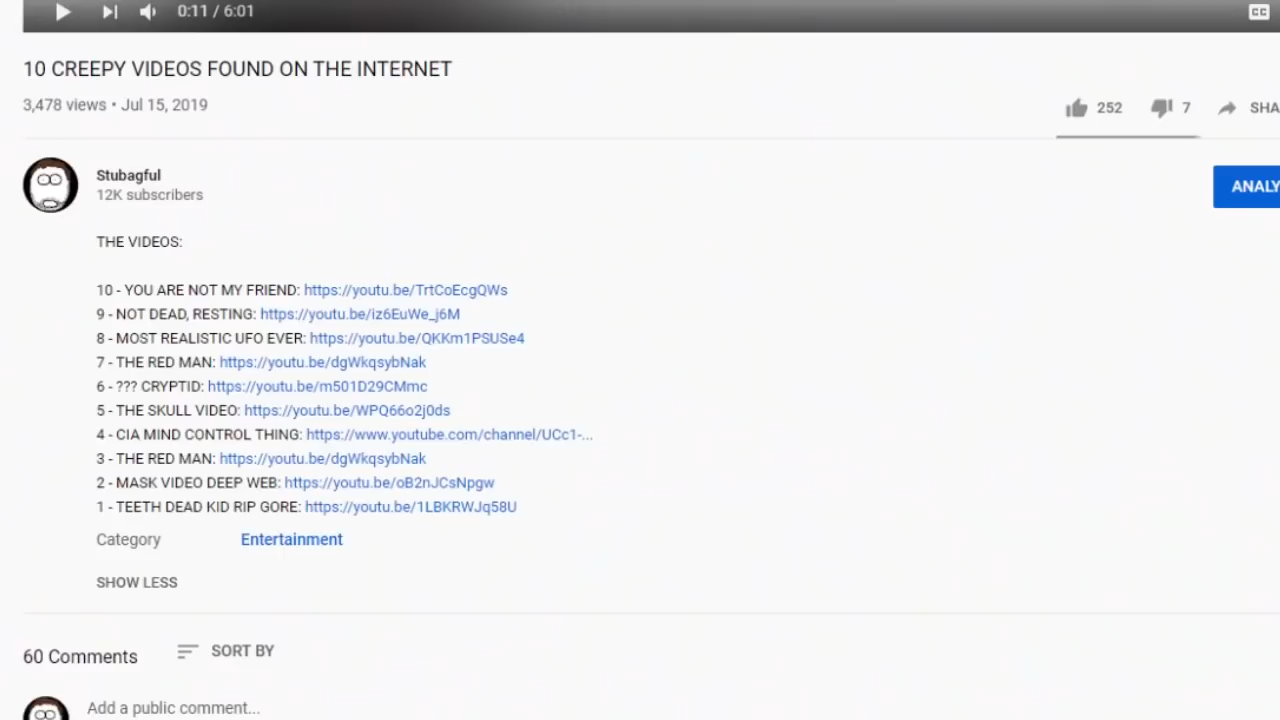 0:11 / 6:01
CC
10 CREEPY VIDEOS FOUND ON THE INTERNET
3,478 views • Jul 15, 2019
252 7 SHA
Stubagful
12K subscribers
ANALY
THE VIDEOS:
10 - YOU ARE NOT MY FRIEND: https://youtu.be/TrtCoEcgQWs
9 - NOT DEAD, RESTING: https://youtu.be/iz6EuWe_j6M
8 - MOST REALISTIC UFO EVER: https://youtu.be/QKKm1PSUSe4
7 - THE RED MAN: https://youtu.be/dgWkqsybNak
6 - ??? CRYPTID: https://youtu.be/m501D29CMmc
5 - THE SKULL VIDEO: https://youtu.be/WPQ66o2j0ds
4 - CIA MIND CONTROL THING: https://www.youtube.com/channel/UCc1-...
3 - THE RED MAN: https://youtu.be/dgWkqsybNak
2 - MASK VIDEO DEEP WEB: https://youtu.be/oB2nJCsNpgw
1 - TEETH DEAD KID RIP GORE: https://youtu.be/1LBKRWJq58U
Category Entertainment
SHOW LESS
60 Comments SORT BY
Add a public comment...